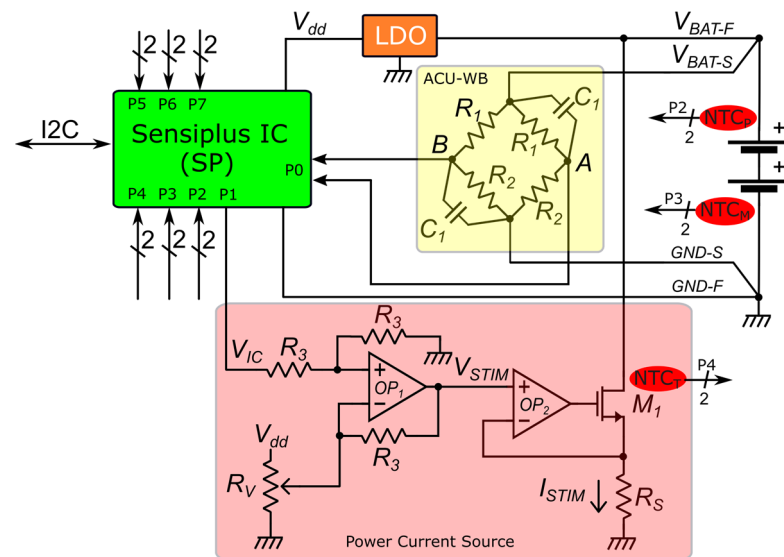 V_dd
LDO
V_BAT-F
V_BAT-S
2 2 2
P5 P6 P7
I2C
Sensiplus IC
(SP)
P0
P4 P3 P2 P1
2 2 2
ACU-WB
R_1
C_1
R_1
B
A
R_2
R_2
C_1
P2
2
NTC_P
+
+
P3
2
NTC_M
GND-S
GND-F
R_3
V_IC
R_3
+
OP_1
−
V_STIM
R_3
+
OP_2
−
M_1
NTC_T
P4
2
V_dd
R_V
I_STIM
R_S
Power Current Source